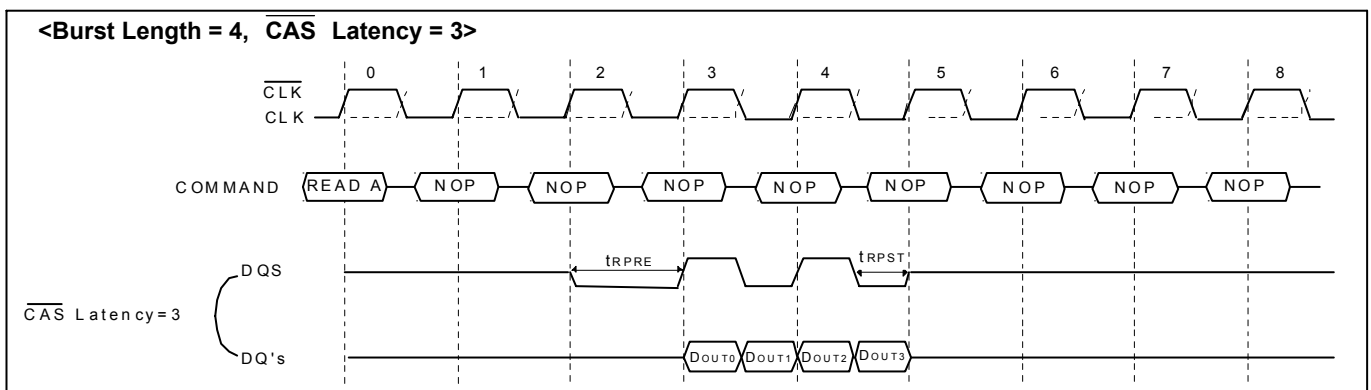 <Burst Length = 4, CAS Latency = 3>
0 1 2 3 4 5 6 7 8
CLK
CLK
COMMAND READ A NOP NOP NOP NOP NOP NOP NOP NOP
DQS tRPRE tRPST
CAS Latency=3
DQ's DOUT0 DOUT1 DOUT2 DOUT3